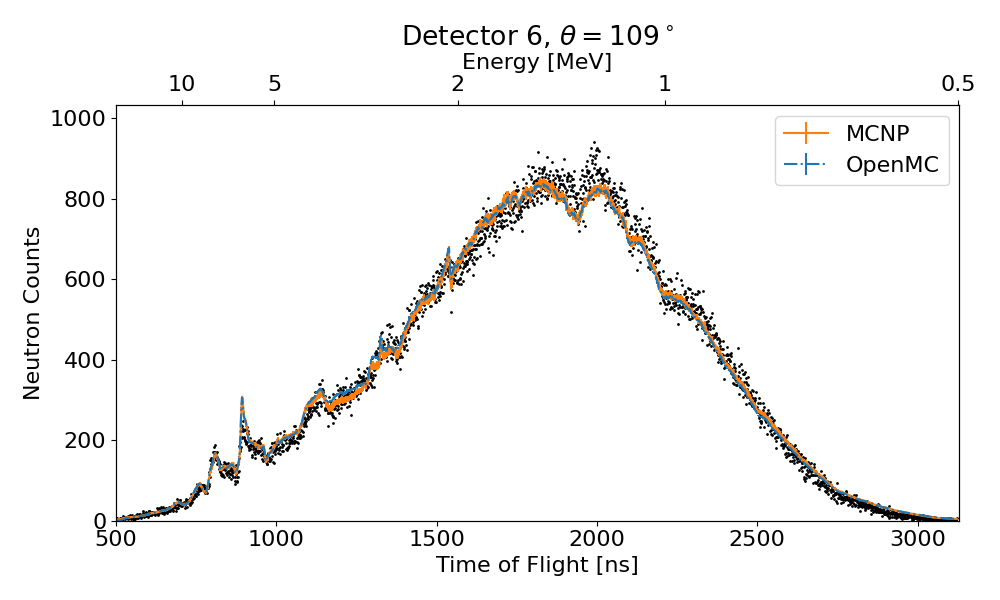 Detector 6, θ = 109°
Energy [MeV]
10 5 2 1 0.5
1000
800
600
400
200
0
Neutron Counts
MCNP
OpenMC
500 1000 1500 2000 2500 3000
Time of Flight [ns]